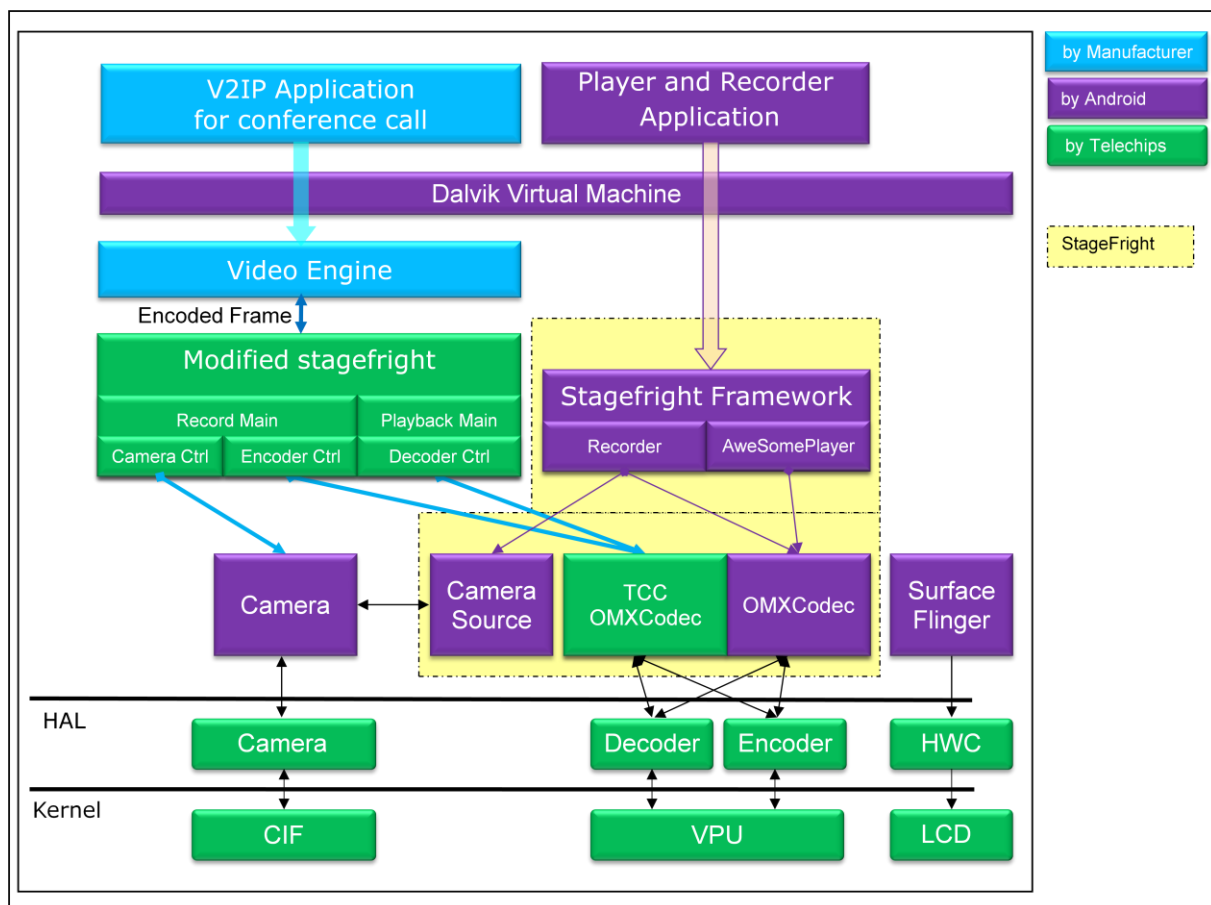 V2IP Application
for conference call
Player and Recorder
Application
by Manufacturer
by Android
by Telechips
Dalvik Virtual Machine
StageFright
Video Engine
Encoded Frame
Modified stagefright
Record Main
Playback Main
Camera Ctrl
Encoder Ctrl
Decoder Ctrl
Stagefright Framework
Recorder
AweSomePlayer
Camera
Camera
Source
TCC
OMXCodec
OMXCodec
Surface
Flinger
HAL
Camera
Decoder
Encoder
HWC
Kernel
CIF
VPU
LCD